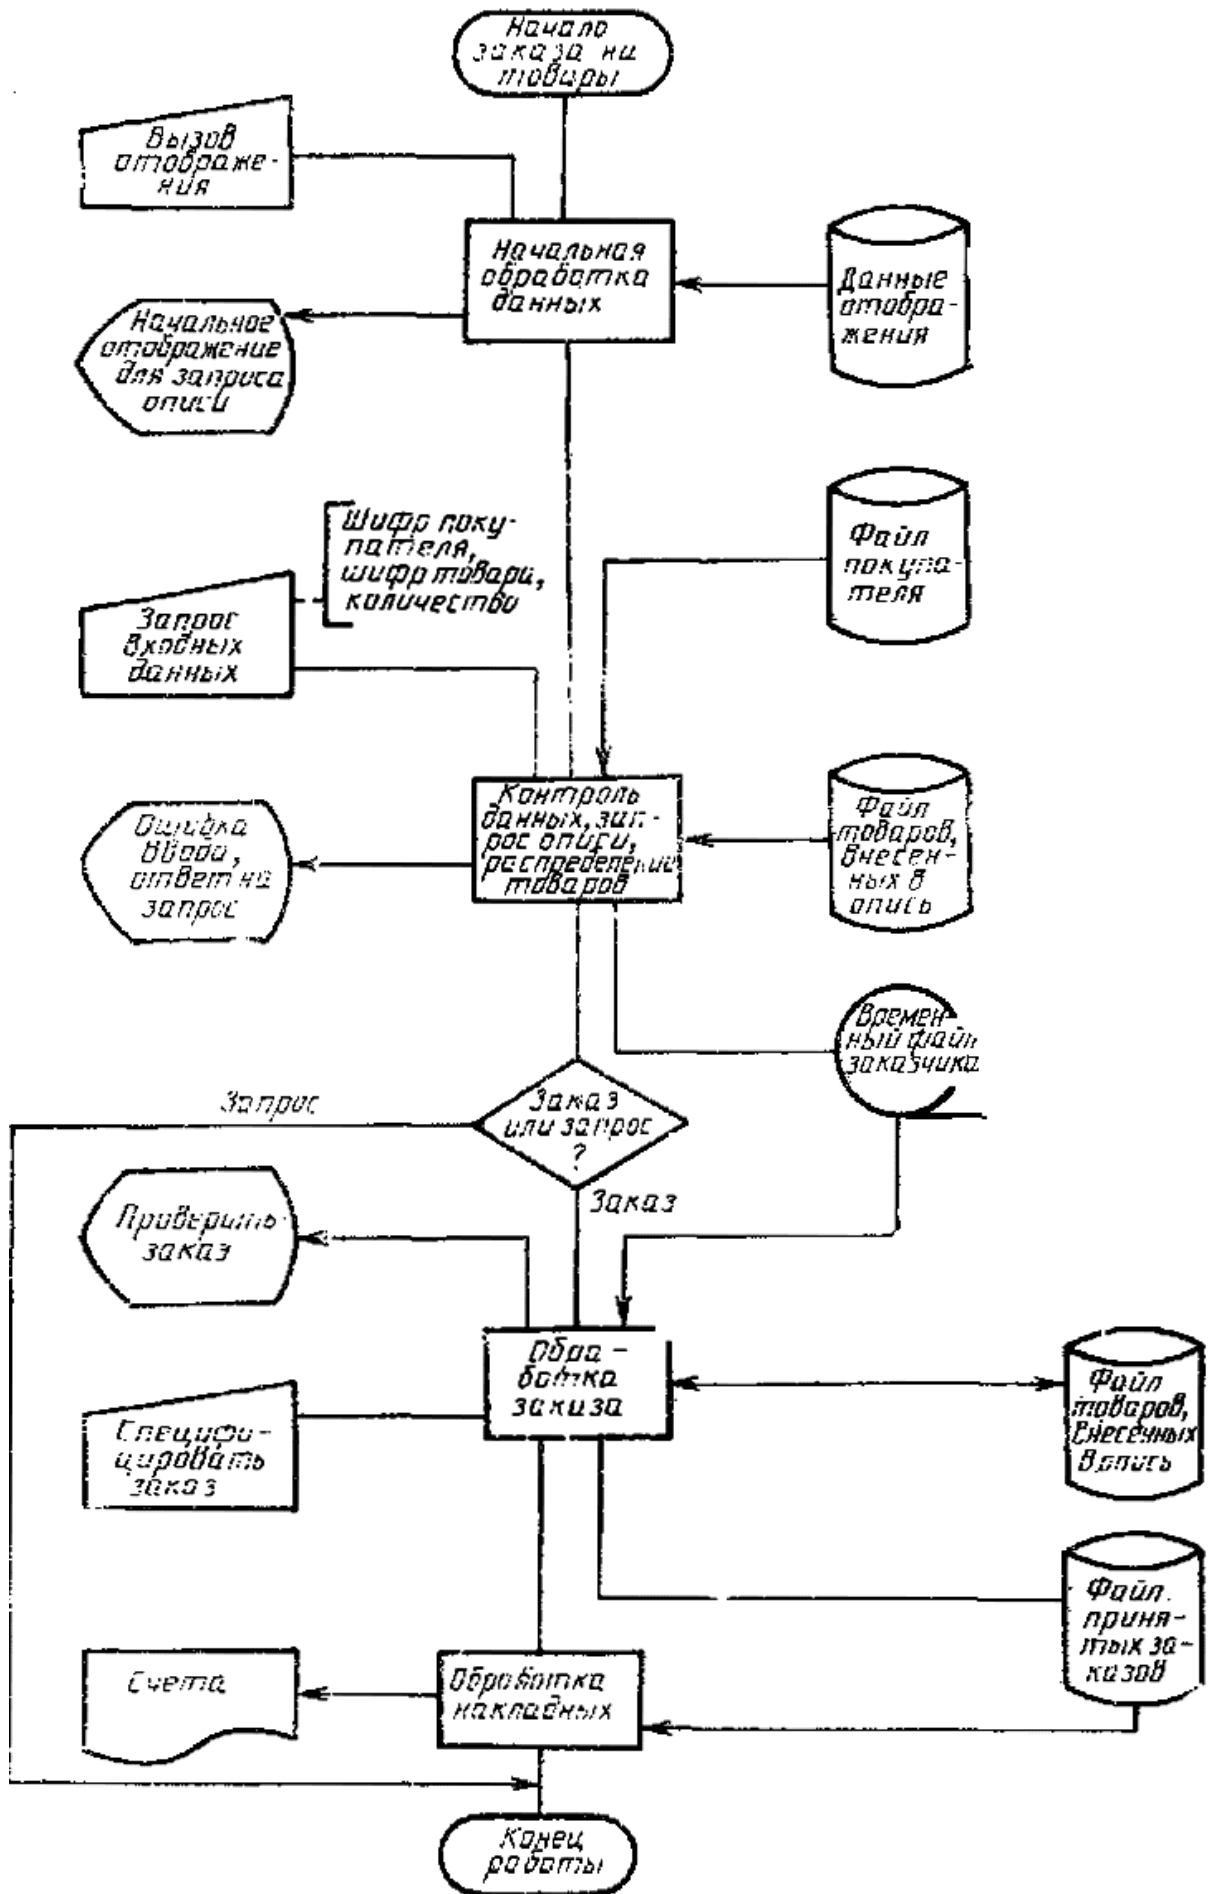 Начало
заказа на
товары
Вызов
отображе-
ния
Начальная
обработка
данных
Данные
отобра-
жения
Начальное
отображение
для запроса
описи
Шифр поку-
пателя,
шифр товара,
количество
Файл
покупа-
теля
Запрос
входных
данных
Контроль
данных, зап-
рос описи,
распределение
товаров
Файл
товаров,
внесен-
ных в
опись
Ошибка
ввода,
ответ на
запрос
Времен-
ный файл
заказчика
Запрос
Заказ
или запрос
?
Заказ
Проверить
заказ
Обра-
ботка
заказа
Файл
товаров,
внесенных
в опись
Специфи-
цировать
заказ
Файл
приня-
тых за-
казов
Счета
Обработка
накладных
Конец
работы